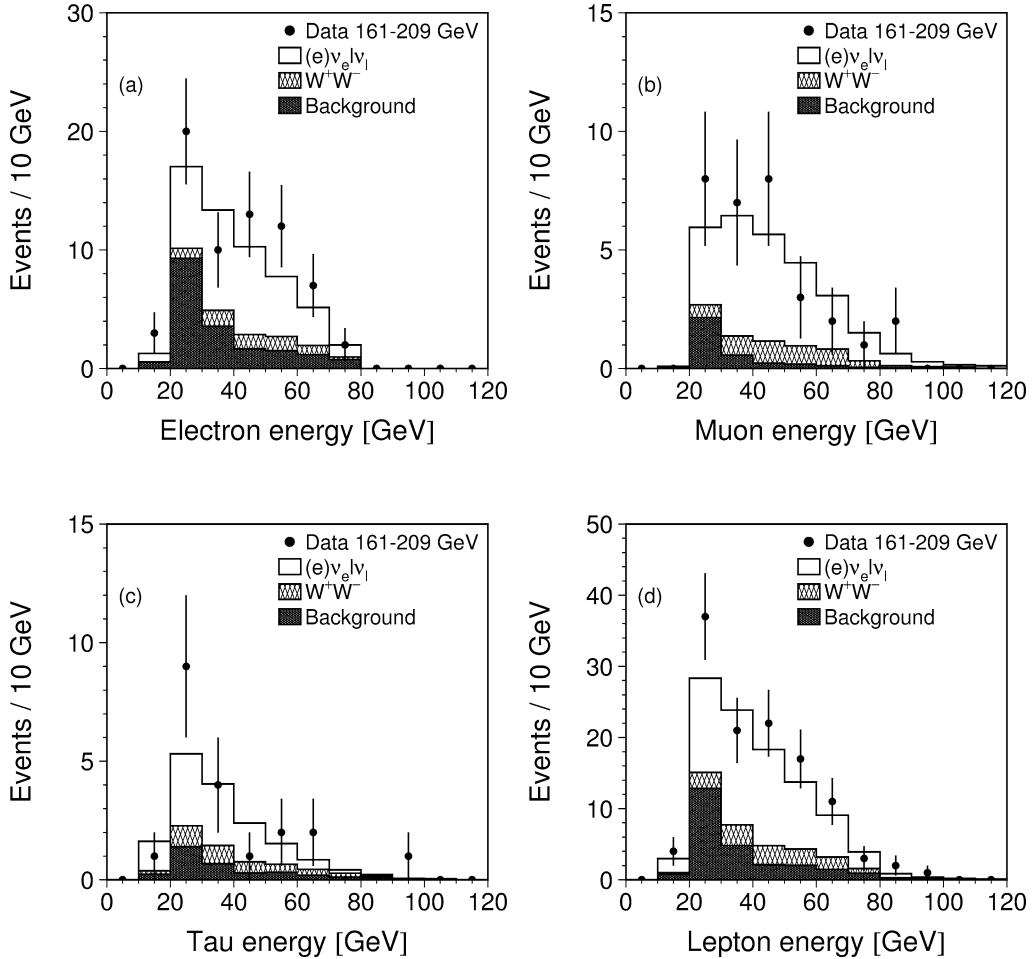 30
20
10
0
Events / 10 GeV
(a)
Data 161-209 GeV
(e)νₑlνₗ
W⁺W⁻
Background
0 20 40 60 80 100 120
Electron energy [GeV]
15
10
5
0
Events / 10 GeV
(b)
Data 161-209 GeV
(e)νₑlνₗ
W⁺W⁻
Background
0 20 40 60 80 100 120
Muon energy [GeV]
15
10
5
0
Events / 10 GeV
(c)
Data 161-209 GeV
(e)νₑlνₗ
W⁺W⁻
Background
0 20 40 60 80 100 120
Tau energy [GeV]
50
40
30
20
10
0
Events / 10 GeV
(d)
Data 161-209 GeV
(e)νₑlνₗ
W⁺W⁻
Background
0 20 40 60 80 100 120
Lepton energy [GeV]